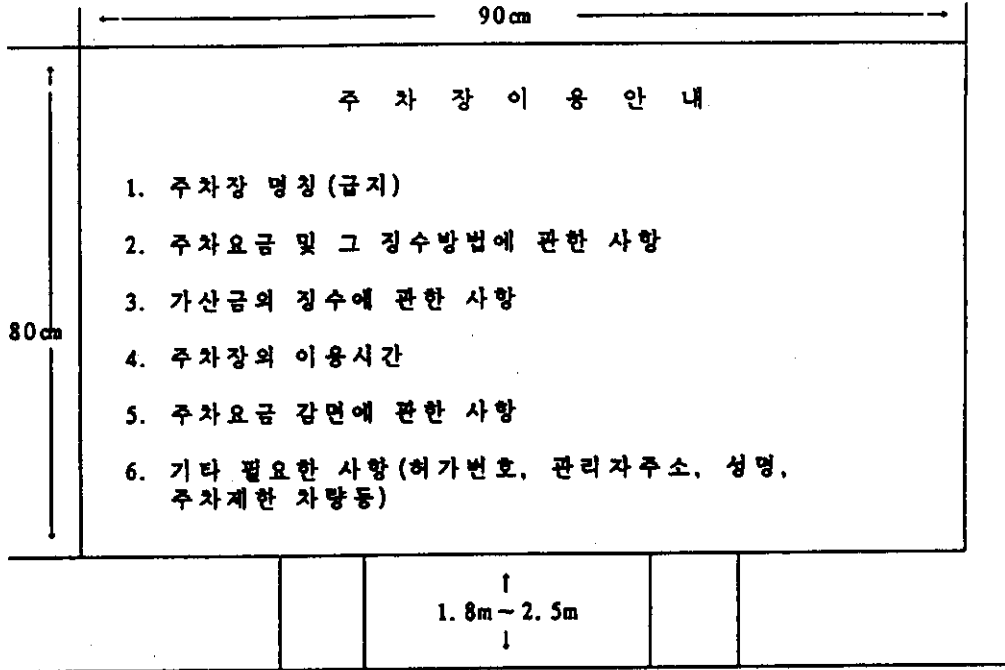 90㎝
주 차 장 이 용 안 내
1. 주차장 명칭(급지)
2. 주차요금 및 그 징수방법에 관한 사항
3. 가산금의 징수에 관한 사항
80㎝
4. 주차장의 이용시간
5. 주차요금 감면에 관한 사항
6. 기타 필요한 사항(허가번호, 관리자주소, 성명,
주차제한 차량등)
1.8m~2.5m